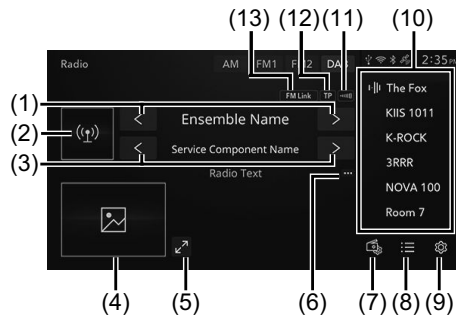 (13) (12) (11) (10)
Radio AM FM1 FM2 DAB 2:35PM
FM Link TP
(1)
(2)
(3)
< Ensemble Name >
< Service Component Name >
Radio Text ...
The Fox
KIIS 1011
K-ROCK
3RRR
NOVA 100
Room 7
(4) (5) (6) (7) (8) (9)